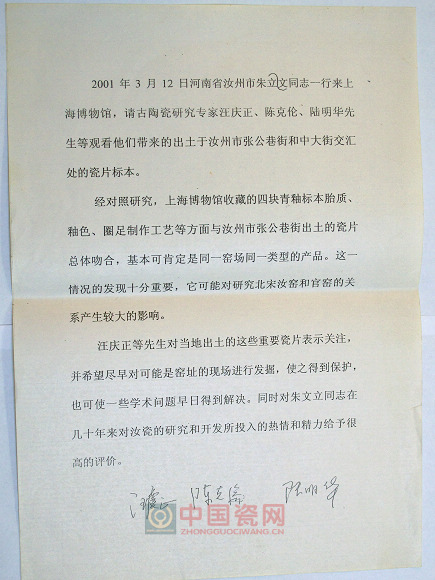 2001 年 3 月 12 日河南省汝州市朱立文同志一行来上
海博物馆，请古陶瓷研究专家汪庆正、陈克伦、陆明华先
生等观看他们带来的出土于汝州市张公巷街和中大街交汇
处的瓷片标本。
经对照研究，上海博物馆收藏的四块青釉标本胎质、
釉色、圈足制作工艺等方面与汝州市张公巷街出土的瓷片
总体吻合，基本可肯定是同一窑场同一类型的产品。这一
情况的发现十分重要，它可能对研究北宋汝窑和官窑的关
系产生较大的影响。
汪庆正等先生对当地出土的这些重要瓷片表示关注，
并希望尽早对可能是窑址的现场进行发掘，使之得到保护，
也可使一些学术问题早日得到解决。同时对朱文立同志在
几十年来对汝瓷的研究和开发所投入的热情和精力给予很
高的评价。
汪庆正 陈克伦 陆明华
中国瓷网
WWW.CHINACIWANG.CN